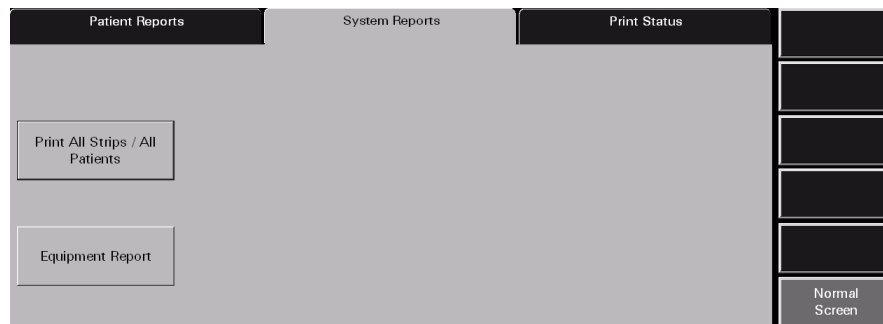 Patient Reports
System Reports
Print Status
Print All Strips / All
Patients
Equipment Report
Normal
Screen